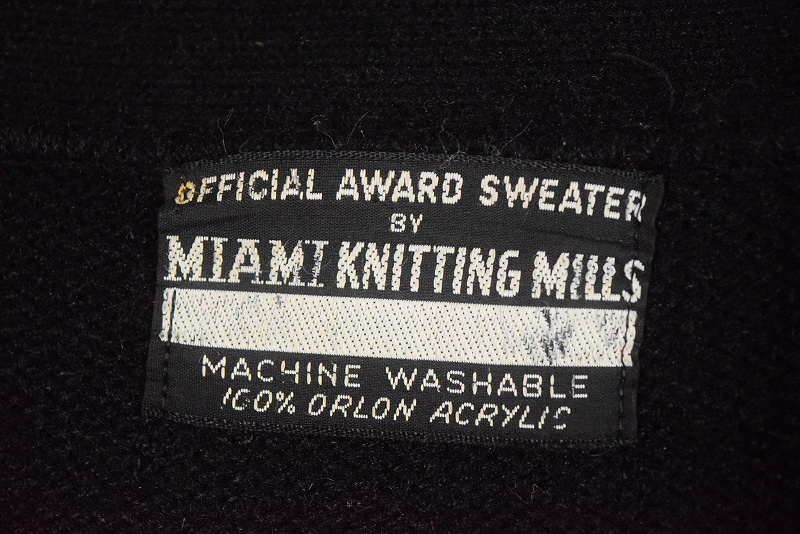 OFFICIAL AWARD SWEATER
BY
MIAMI KNITTING MILLS
MACHINE WASHABLE
100% ORLON ACRYLIC